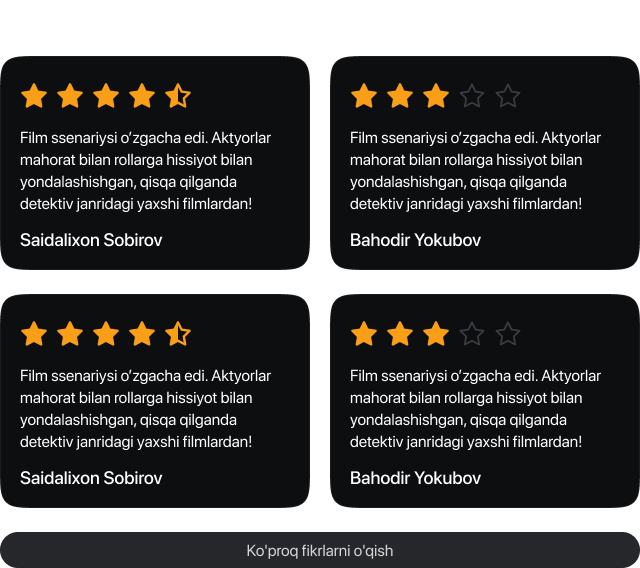 Film ssenariysi oʻzgacha edi. Aktyorlar
mahorat bilan rollarga hissiyot bilan
yondalashishgan, qisqa qilganda
detektiv janridagi yaxshi filmlardan!
Saidalixon Sobirov
Film ssenariysi oʻzgacha edi. Aktyorlar
mahorat bilan rollarga hissiyot bilan
yondalashishgan, qisqa qilganda
detektiv janridagi yaxshi filmlardan!
Bahodir Yokubov
Film ssenariysi oʻzgacha edi. Aktyorlar
mahorat bilan rollarga hissiyot bilan
yondalashishgan, qisqa qilganda
detektiv janridagi yaxshi filmlardan!
Saidalixon Sobirov
Film ssenariysi oʻzgacha edi. Aktyorlar
mahorat bilan rollarga hissiyot bilan
yondalashishgan, qisqa qilganda
detektiv janridagi yaxshi filmlardan!
Bahodir Yokubov
Ko'proq fikrlarni o'qish